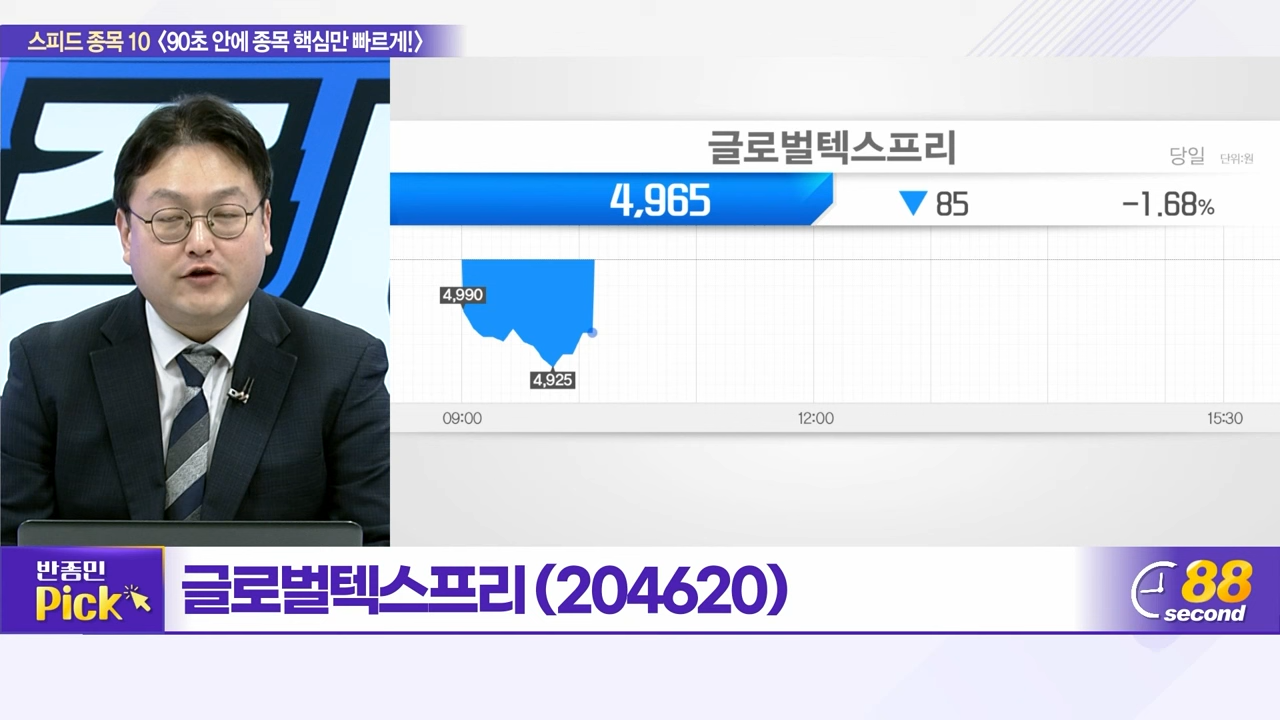 스피드 종목 10 <90초 안에 종목 핵심만 빠르게!>
글로벌텍스프리
당일 단위:원
4,965 ▼ 85 -1.68%
4,990
4,925
09:00 12:00 15:30
반종민
Pick
글로벌텍스프리(204620)
88
second